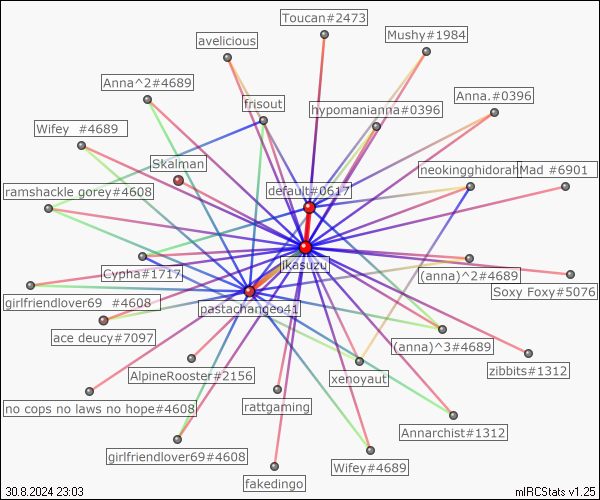 Toucan#2473
Mushy#1984
avelicious
Anna^2#4689
frisout
hypomanianna#0396
Anna.#0396
Wifey  #4689
Skalman
neokingghidorah
Mad #6901
ramshackle gorey#4608
default#0617
jkasuzu
Cypha#1717
(anna)^2#4689
Soxy Foxy#5076
girlfriendlover69  #4608
pastachangeo41
ace deucy#7097
(anna)^3#4689
zibbits#1312
AlpineRooster#2156
xenoyaut
no cops no laws no hope#4608
rattgaming
Annarchist#1312
girlfriendlover69#4608
Wifey#4689
fakedingo
30.8.2024 23:03
mIRCStats v1.25